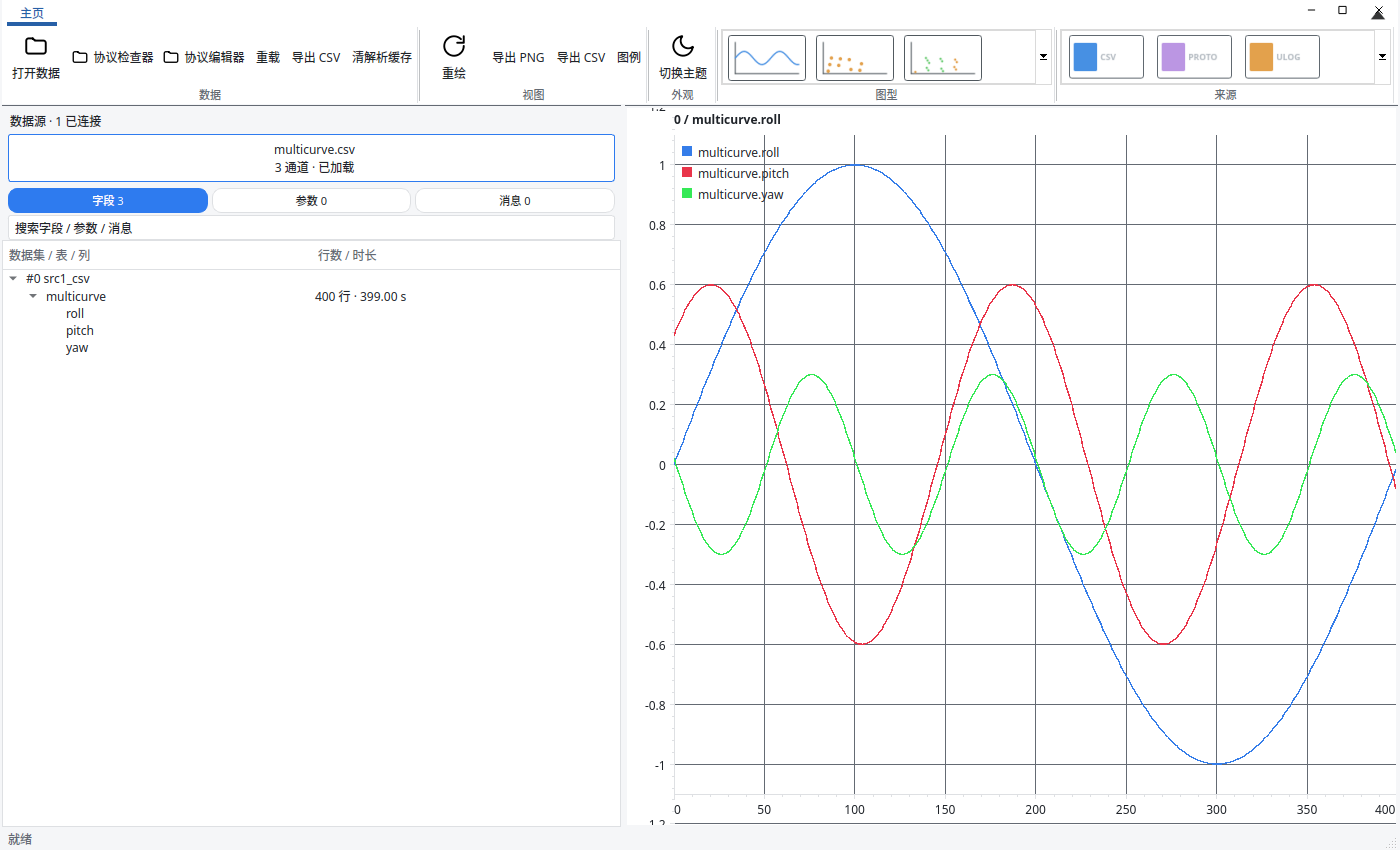 主页
打开数据
协议检查器
协议编辑器
重载
导出 CSV
清解析缓存
数据
重绘
导出 PNG
导出 CSV
图例
视图
切换主题
外观
图型
CSV
PROTO
ULOG
来源
数据源 · 1 已连接
multicurve.csv
3 通道 · 已加载
字段 3
参数 0
消息 0
搜索字段 / 参数 / 消息
数据集 / 表 / 列
行数 / 时长
#0 src1_csv
multicurve
400 行 · 399.00 s
roll
pitch
yaw
0 / multicurve.roll
multicurve.roll
multicurve.pitch
multicurve.yaw
1
0.8
0.6
0.4
0.2
0
-0.2
-0.4
-0.6
-0.8
-1
0 50 100 150 200 250 300 350 400
就绪